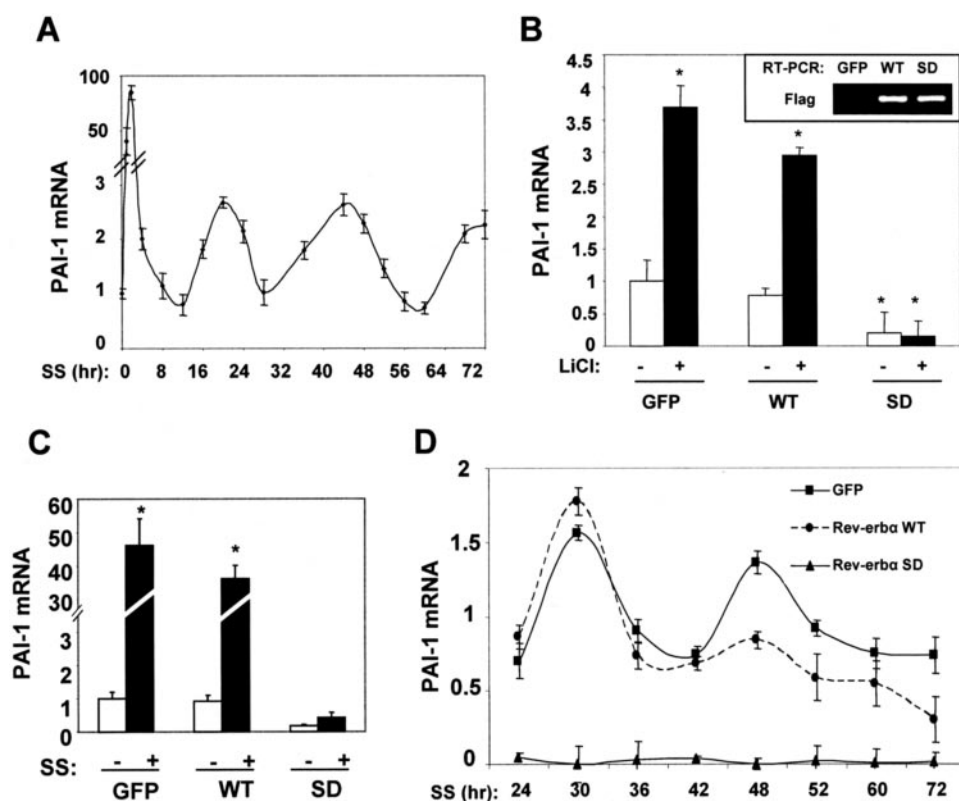 A
PAI-1 mRNA
100
50
3
2
1
0
SS (hr): 0 8 16 24 32 40 44 48 56 64 72
B
PAI-1 mRNA
4.5
4
3.5
3
2.5
2
1.5
1
0.5
0
RT-PCR: GFP WT SD
Flag
*
*
* *
LiCl: - + - + - +
GFP WT SD
C
PAI-1 mRNA
60
50
40
30
3
2
1
0
*
*
SS: - + - + - +
GFP WT SD
D
PAI-1 mRNA
2
1.5
1
0.5
0
GFP
Rev-erbα WT
Rev-erbα SD
SS (hr): 24 30 36 42 48 52 60 72